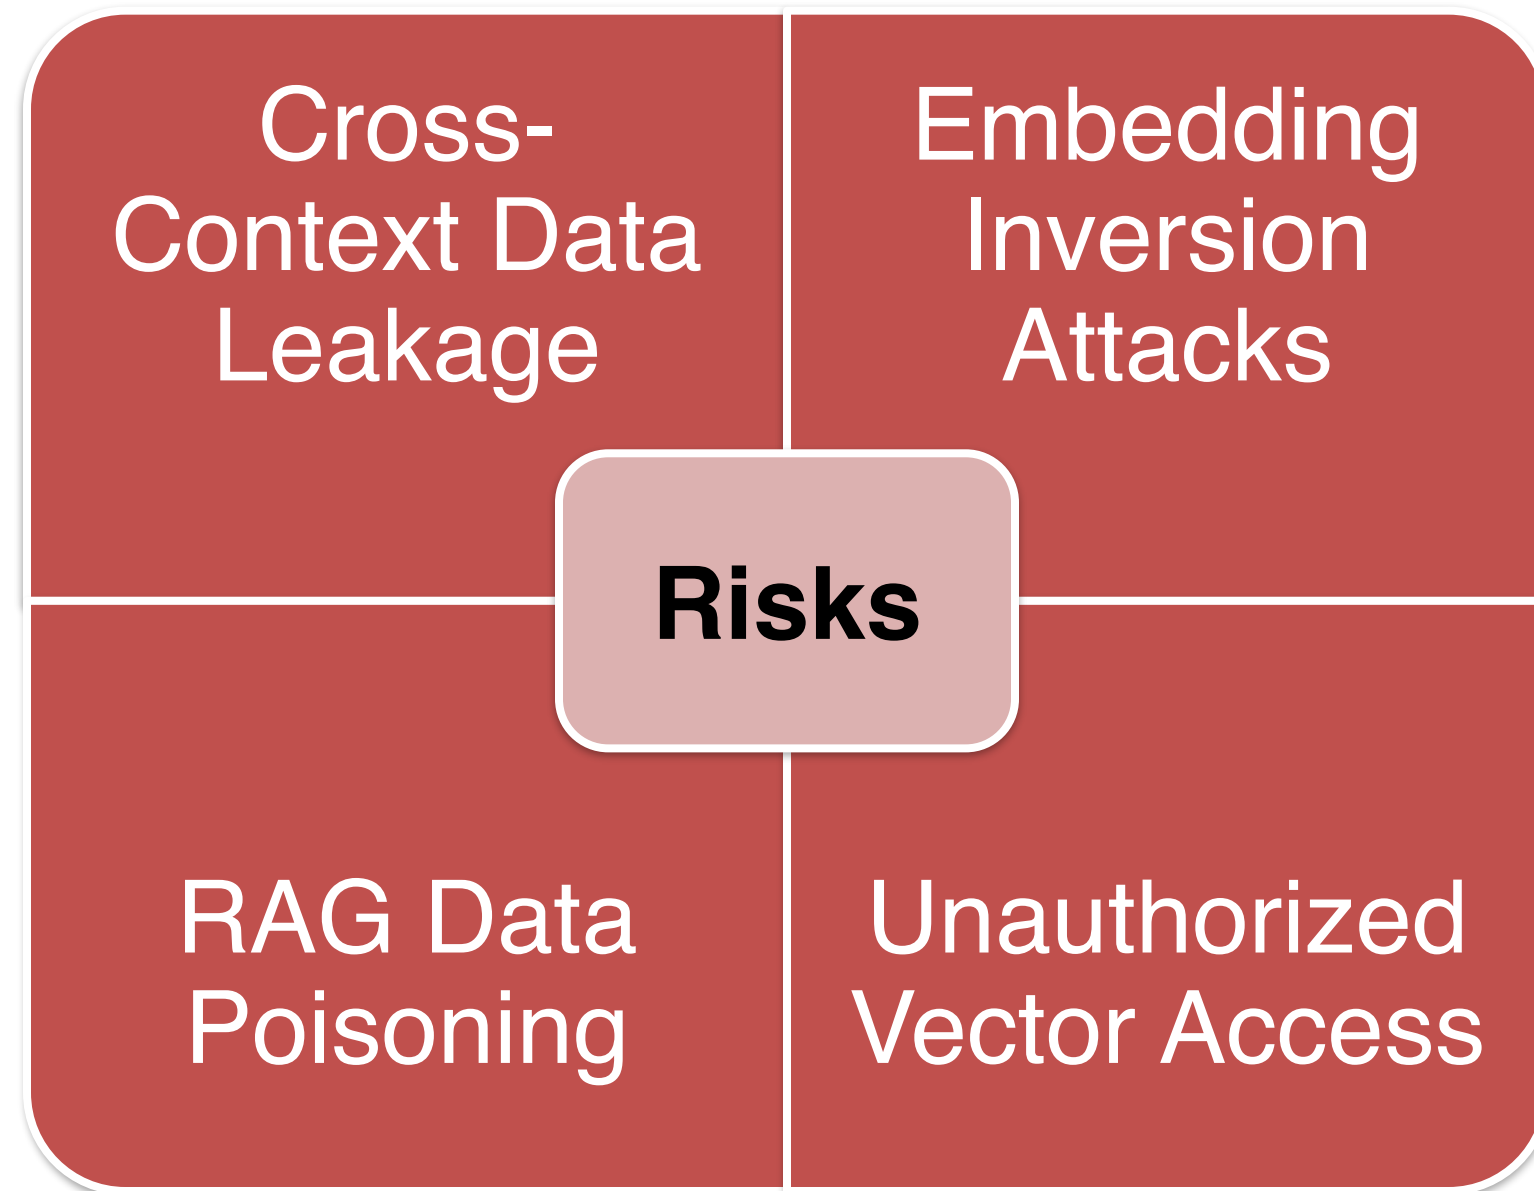 Cross-
Context Data
Leakage
Embedding
Inversion
Attacks
Risks
RAG Data
Poisoning
Unauthorized
Vector Access